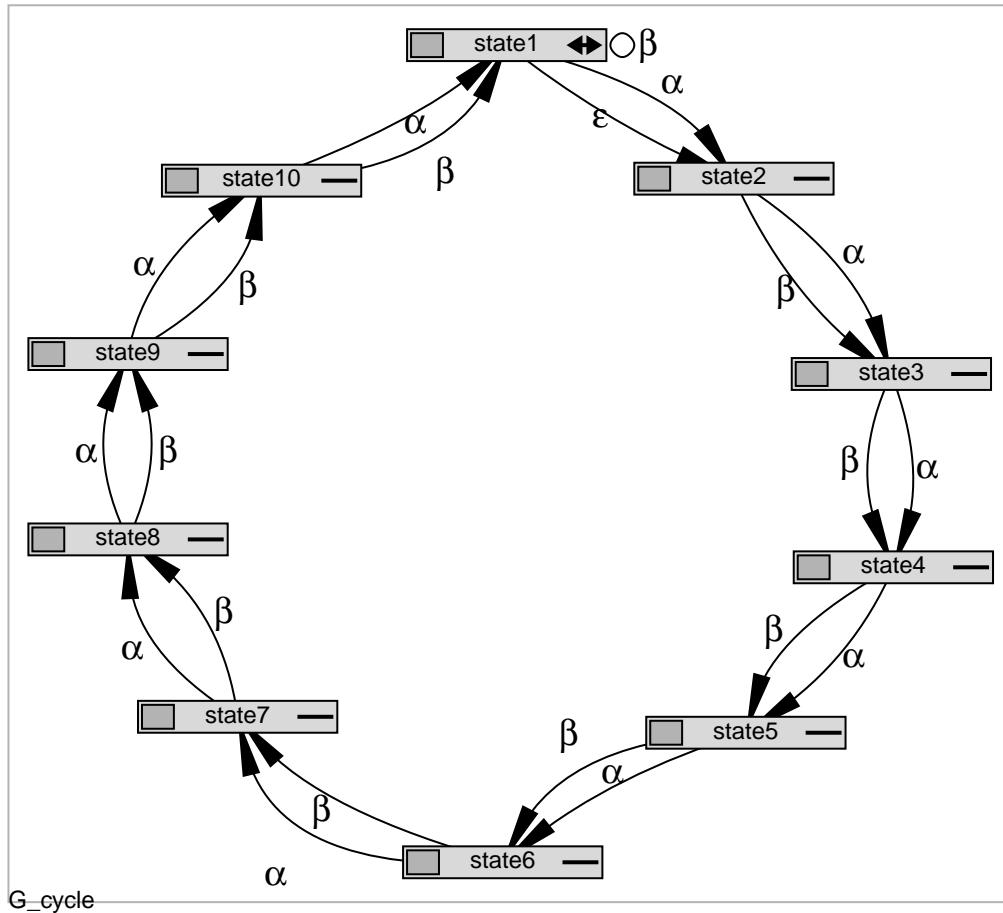 state1
β
α
ε
state2
α
β
state3
β
α
state4
β
α
state5
β
α
state6
β
α
state7
β
α
state8
α
β
state9
α
β
state10
α
β
G_cycle